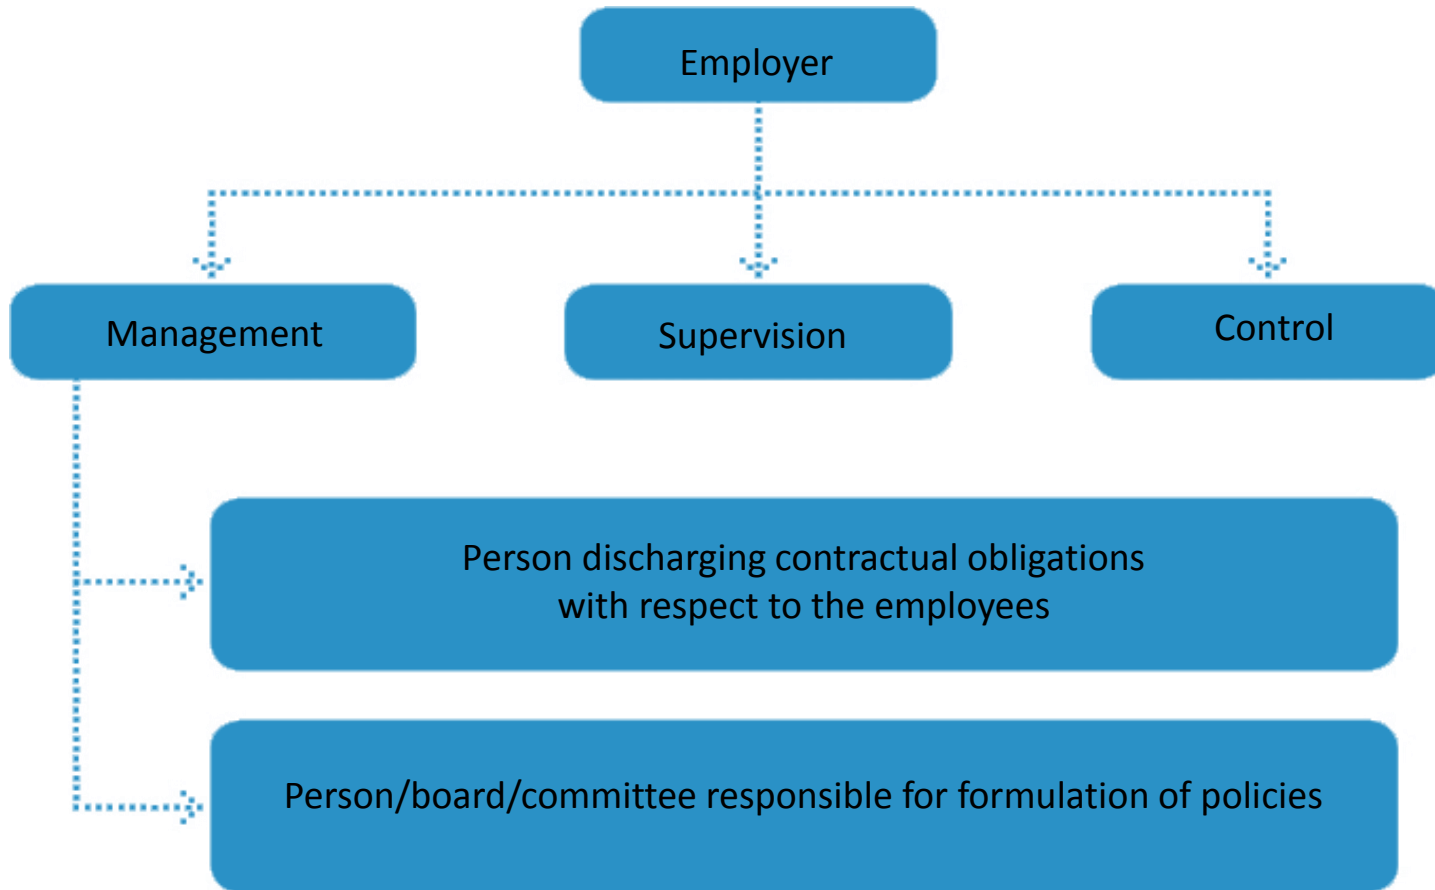 Employer
Management
Supervision
Control
Person discharging contractual obligations
with respect to the employees
Person/board/committee responsible for formulation of policies